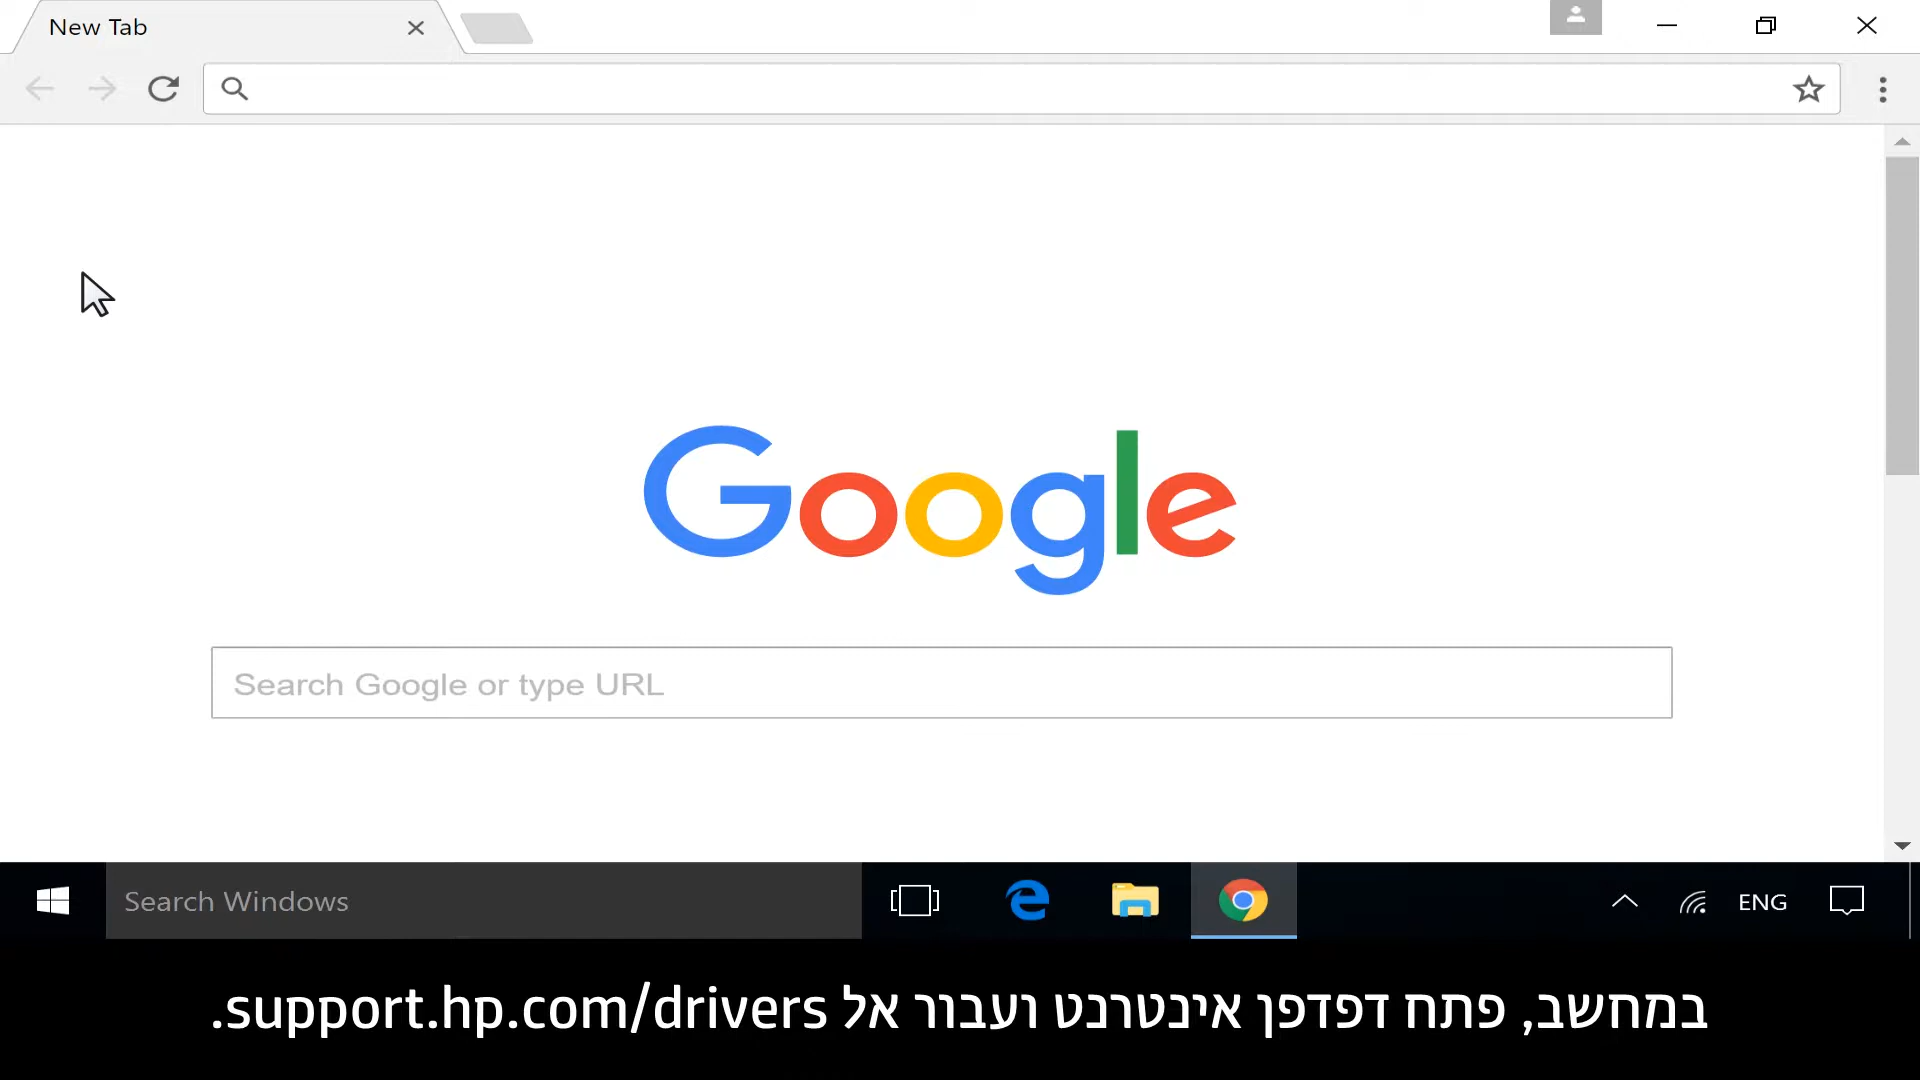 New Tab
Google
Search Google or type URL
Search Windows
ENG
במחשב, פתח דפדפן אינטרנט ועבור אל support.hp.com/drivers.